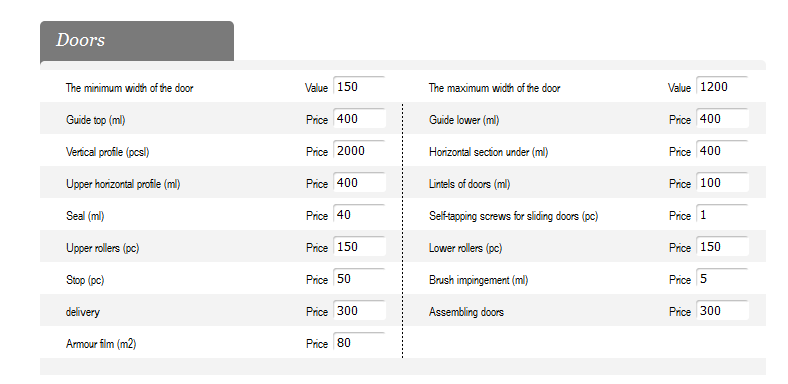 Doors
The minimum width of the door Value 150 The maximum width of the door Value 1200
Guide top (ml) Price 400 Guide lower (ml) Price 400
Vertical profile (pcsl) Price 2000 Horizontal section under (ml) Price 400
Upper horizontal profile (ml) Price 400 Lintels of doors (ml) Price 100
Seal (ml) Price 40 Self-tapping screws for sliding doors (pc) Price 1
Upper rollers (pc) Price 150 Lower rollers (pc) Price 150
Stop (pc) Price 50 Brush impingement (ml) Price 5
delivery Price 300 Assembling doors Price 300
Armour film (m2) Price 80